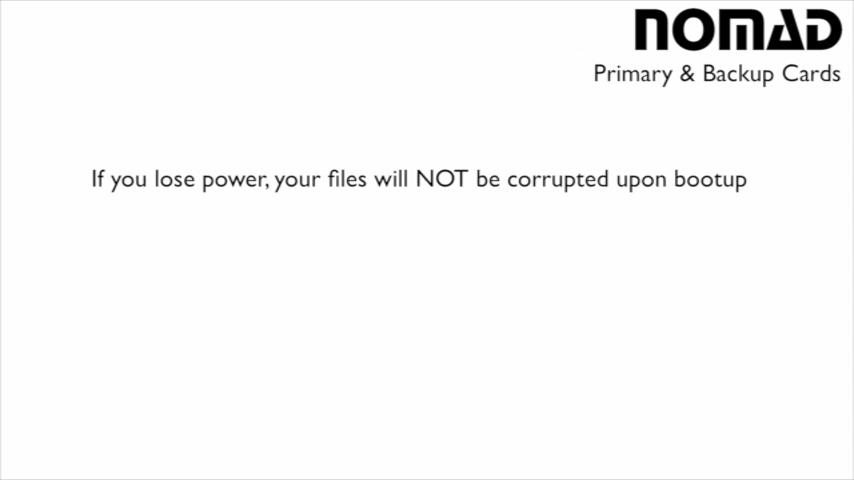 NOMAD
Primary & Backup Cards
If you lose power, your files will NOT be corrupted upon bootup